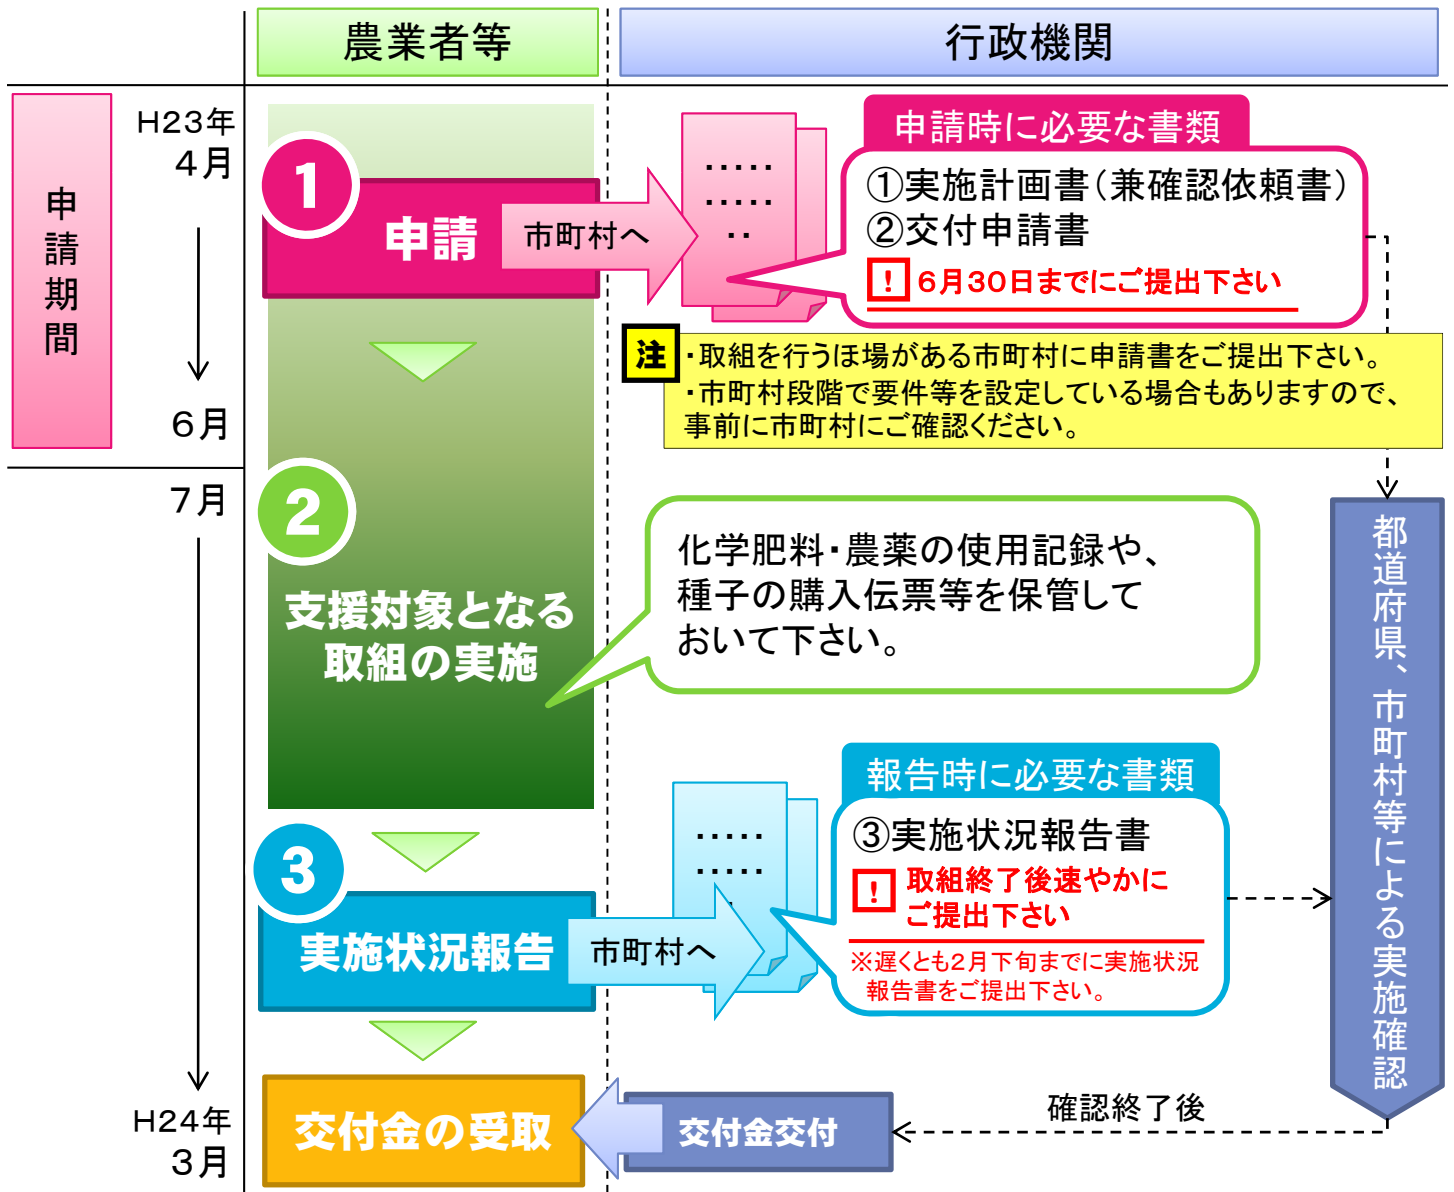 農業者等
行政機関
申請期間
H23年
4月
6月
7月
H24年
3月
1
申請
市町村へ
・・・・・
・・・・・
・・
申請時に必要な書類
①実施計画書（兼確認依頼書）
②交付申請書
！ 6月30日までにご提出下さい
注
・取組を行うほ場がある市町村に申請書をご提出下さい。
・市町村段階で要件等を設定している場合もありますので、
事前に市町村にご確認ください。
2
支援対象となる
取組の実施
化学肥料・農薬の使用記録や、
種子の購入伝票等を保管して
おいて下さい。
都道府県、市町村等による実施確認
3
実施状況報告
市町村へ
・・・・・
・・・・・
報告時に必要な書類
③実施状況報告書
！ 取組終了後速やかに
ご提出下さい
※遅くとも2月下旬までに実施状況
報告書をご提出下さい。
交付金の受取
交付金交付
確認終了後